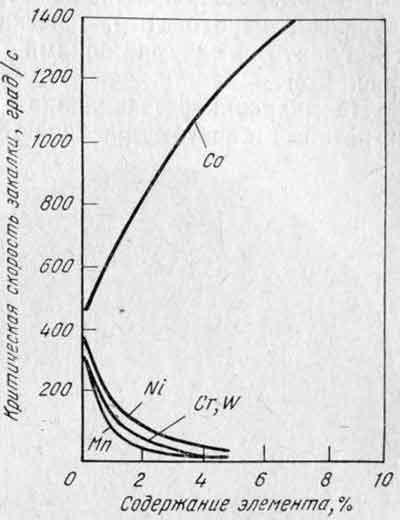 Критическая скорость закалки, град/с
1400
1200
1000
800
600
400
200
Co
Ni
Cr, W
Mn
0 2 4 6 8 10
Содержание элемента, %